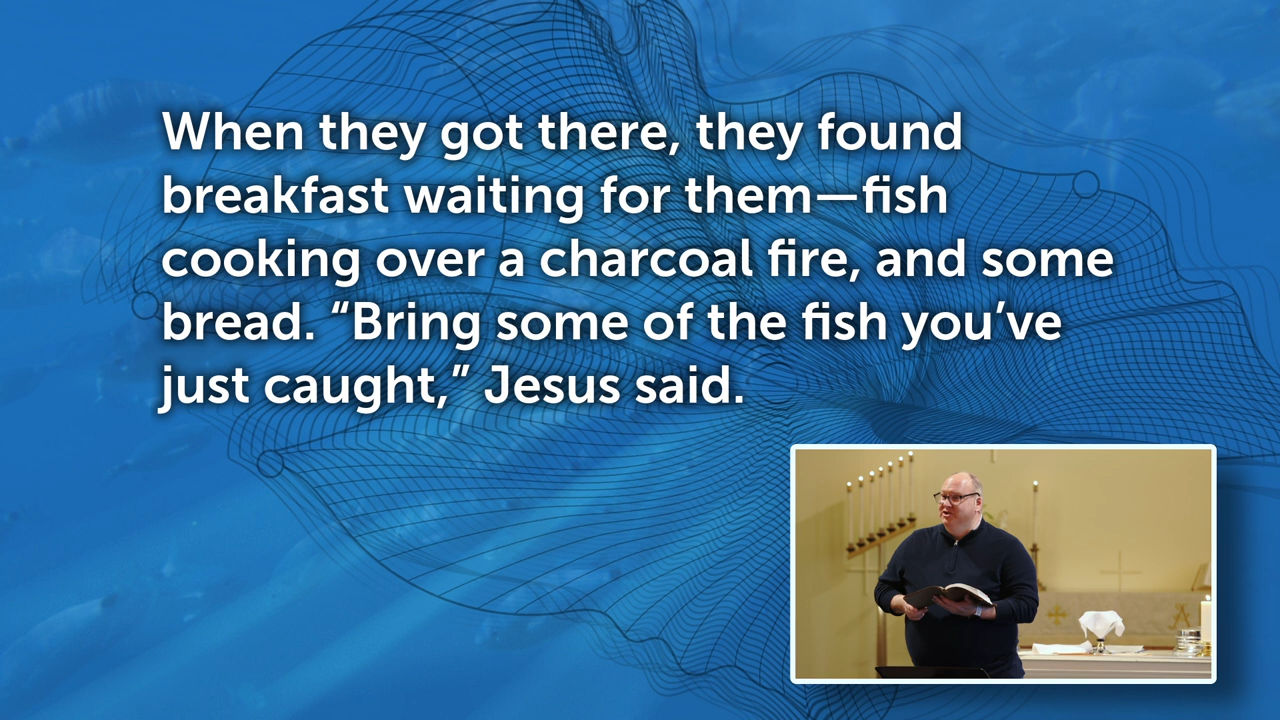 When they got there, they found
breakfast waiting for them—fish
cooking over a charcoal fire, and some
bread. “Bring some of the fish you’ve
just caught,” Jesus said.